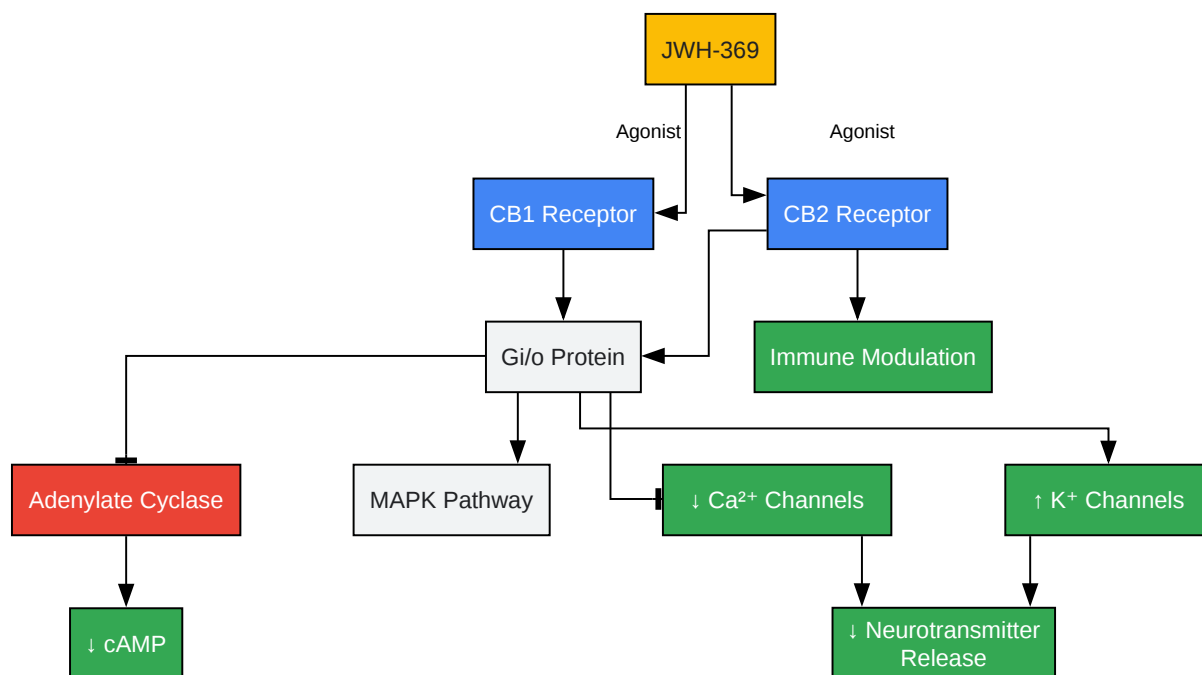 JWH-369
Agonist
Agonist
CB1 Receptor
CB2 Receptor
Gi/o Protein
Immune Modulation
Adenylate Cyclase
MAPK Pathway
↓ Ca²⁺ Channels
↑ K⁺ Channels
↓ cAMP
↓ Neurotransmitter
Release